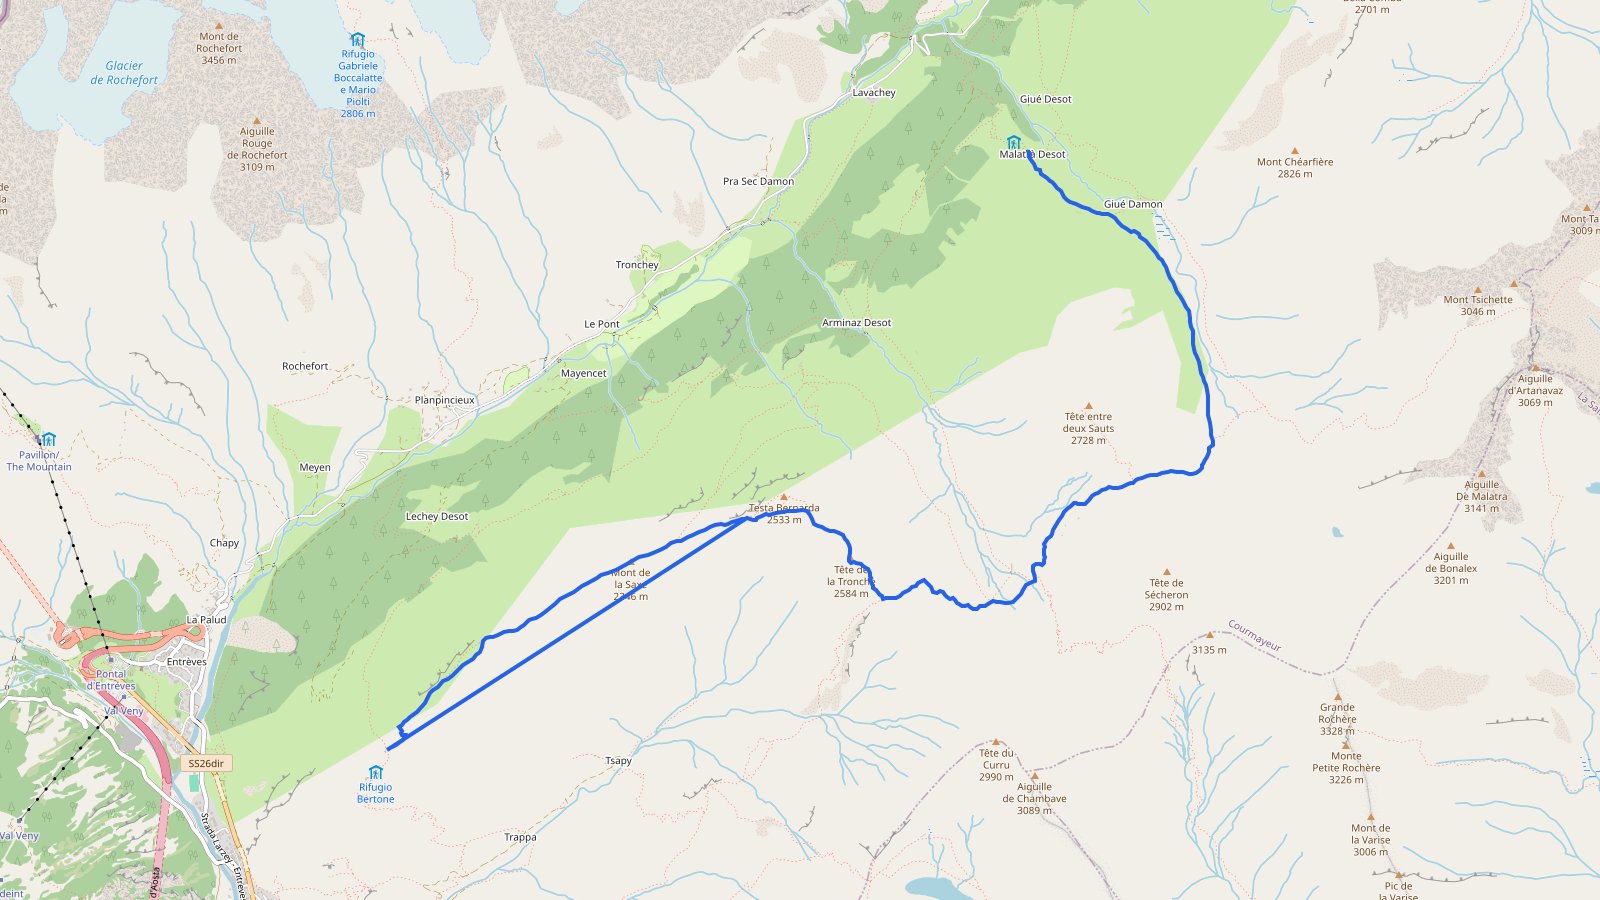 2701 m
Mont de
Rochefort
3456 m
Glacier
de Rochefort
Rifugio
Gabriele
Boccalatte
e Mario
Piolti
2806 m
Aiguille
Rouge
de Rochefort
3109 m
Lavachey
Giué Desot
Malatrà Desot
Mont Chéarfière
2826 m
Pra Sec Damon
Giué Damon
3009 m
Tronchey
Mont Tsichette
3046 m
Le Pont
Arminaz Desot
Rochefort
Mayencet
Planpincieux
Aiguille
d'Artanavaz
3069 m
Tête entre
deux Sauts
2728 m
Pavillon/
The Mountain
Meyen
Aiguille
De Malatra
3141 m
Testa Bernarda
2533 m
Lechey Desot
Chapy
Aiguille
de Bonalex
3201 m
Mont de
la Saxe
Tête de
la Tronche
2584 m
Tête de
Sécheron
2902 m
La Palud
Entrèves
Courmayeur
3135 m
Pontal
d'Entrèves
Val Veny
SS26dir
Grande
Rochère
3328 m
Monte
Petite Rochère
3226 m
Tête du
Curru
2990 m
Aiguille
de Chambave
3089 m
Tsapy
Rifugio
Bertone
Val Veny
Trappa
Strada Larzey - Entrèves
Mont de
la Varise
3006 m
Pic de
la Varise
d'Aosta